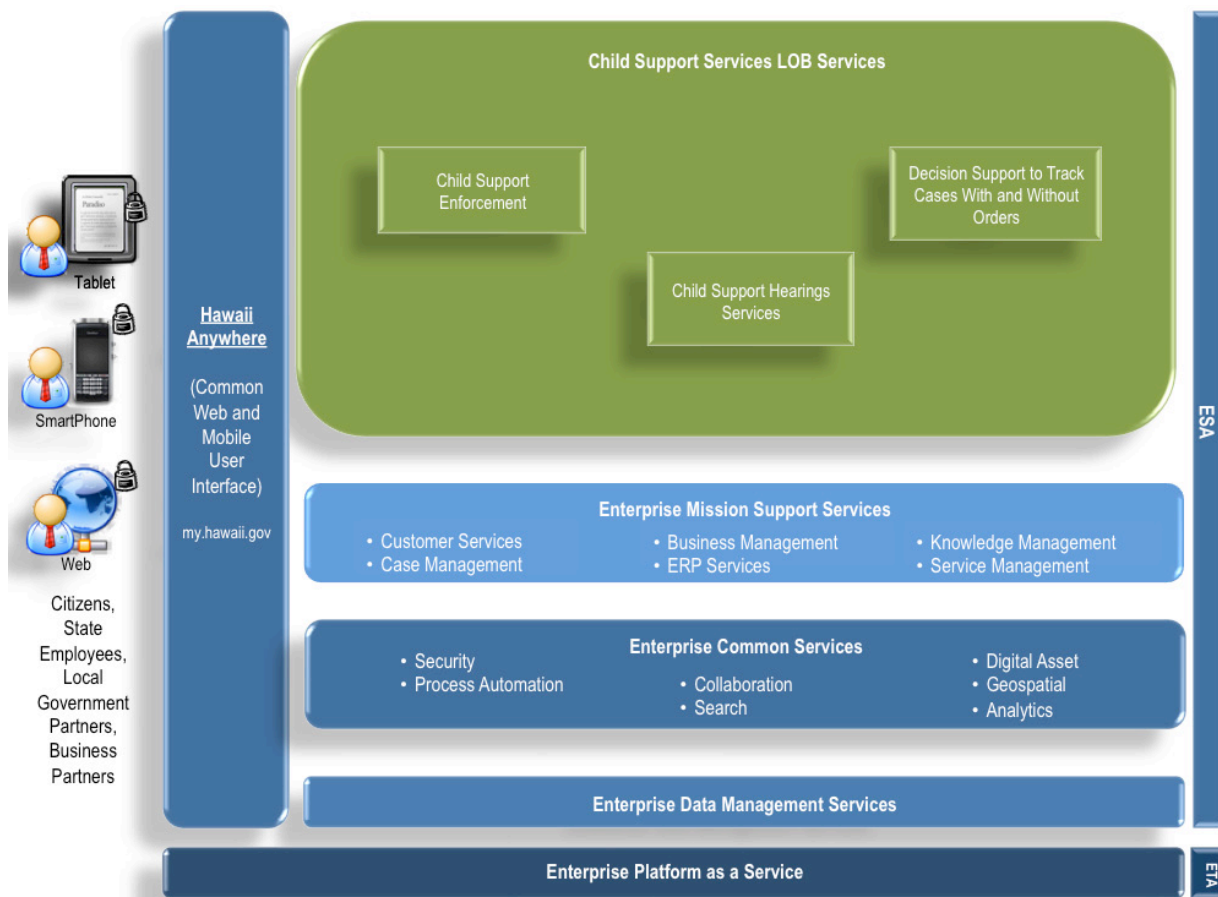 Child Support Services LOB Services
Child Support
Enforcement
Decision Support to Track
Cases With and Without
Orders
Child Support Hearings
Services
Tablet
SmartPhone
Web
Citizens,
State
Employees,
Local
Government
Partners,
Business
Partners
Hawaii
Anywhere
(Common
Web and
Mobile
User
Interface)
my.hawaii.gov
Enterprise Mission Support Services
• Customer Services
• Case Management
• Business Management
• ERP Services
• Knowledge Management
• Service Management
Enterprise Common Services
• Security
• Process Automation
• Collaboration
• Search
• Digital Asset
• Geospatial
• Analytics
Enterprise Data Management Services
Enterprise Platform as a Service
ESA
ETA